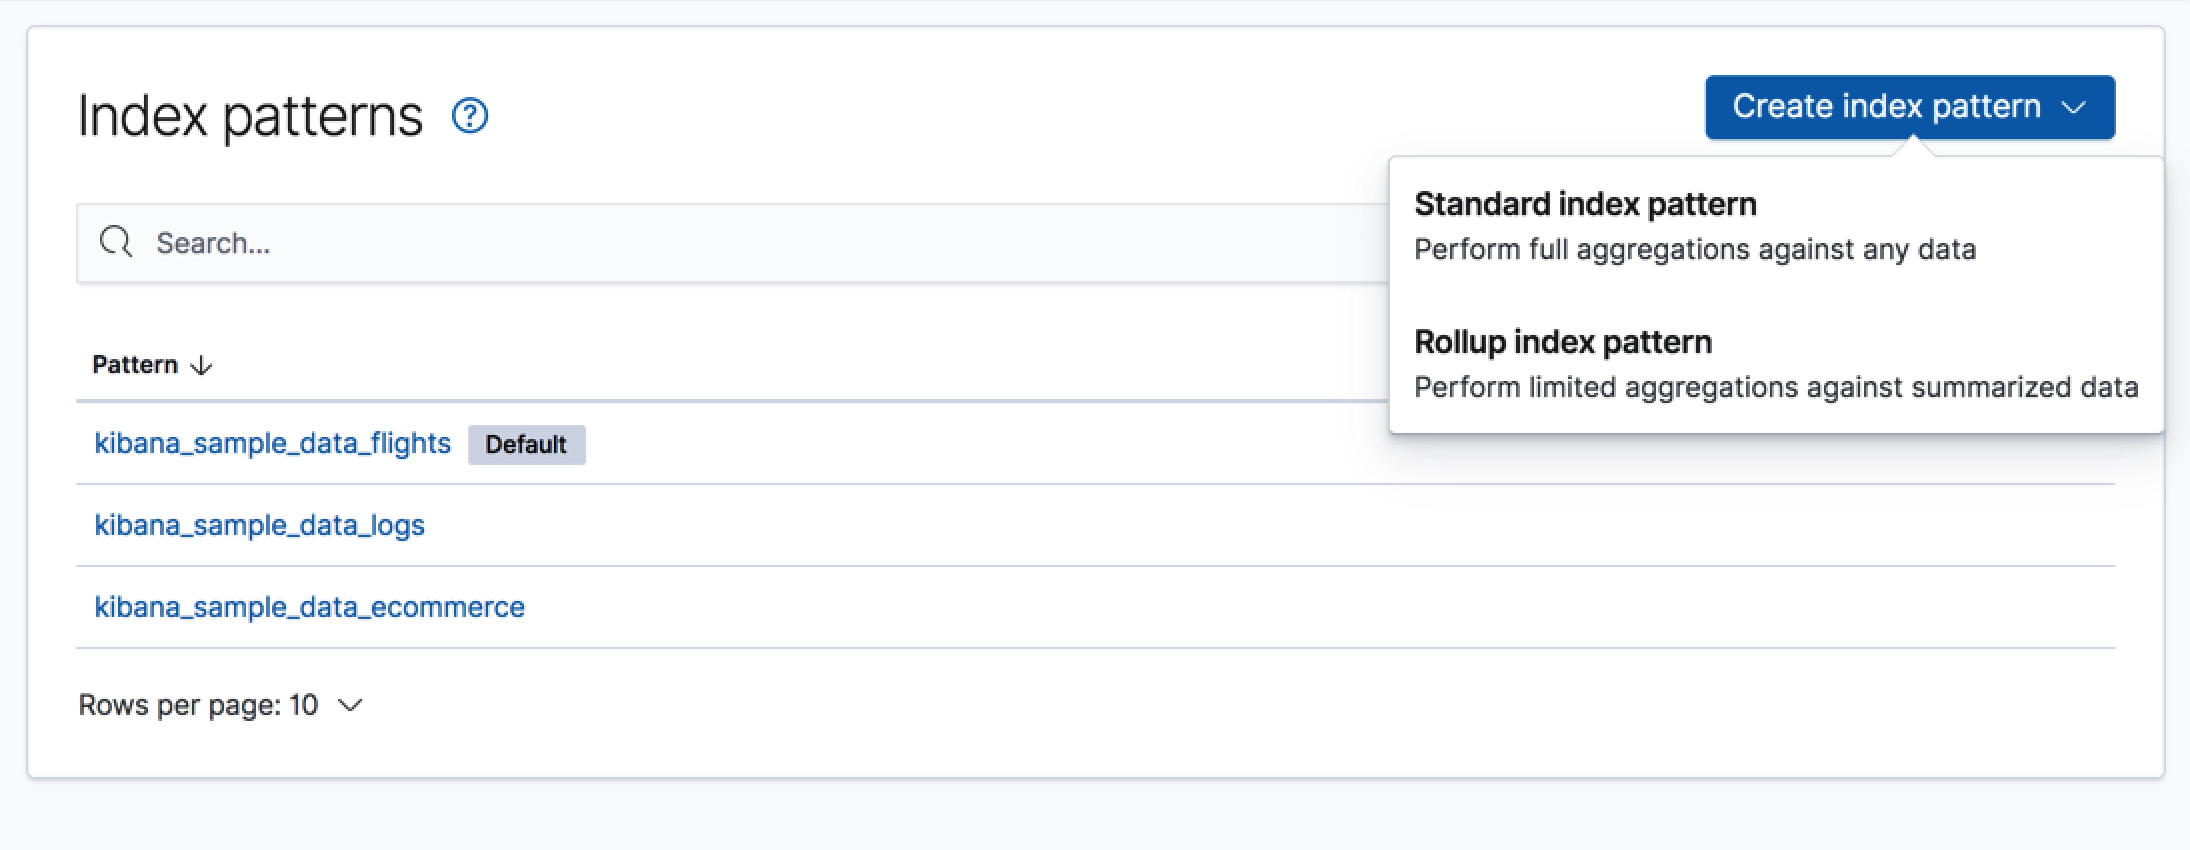 Index patterns
Create index pattern
Standard index pattern
Perform full aggregations against any data
Rollup index pattern
Perform limited aggregations against summarized data
Search...
Pattern
kibana_sample_data_flights Default
kibana_sample_data_logs
kibana_sample_data_ecommerce
Rows per page: 10